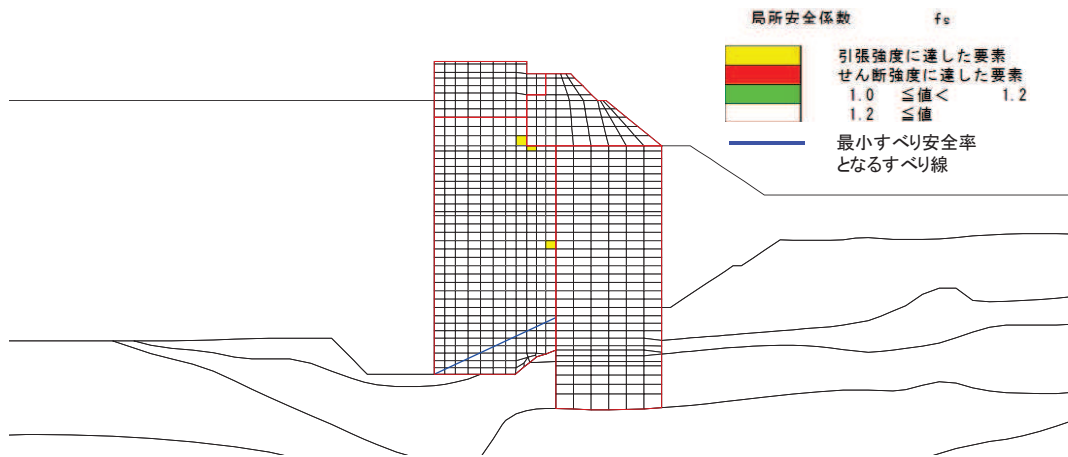 局所安全係数 fs
引張強度に達した要素
せん断強度に達した要素
1.0 ≦値< 1.2
1.2 ≦値
最小すべり安全率
となるすべり線